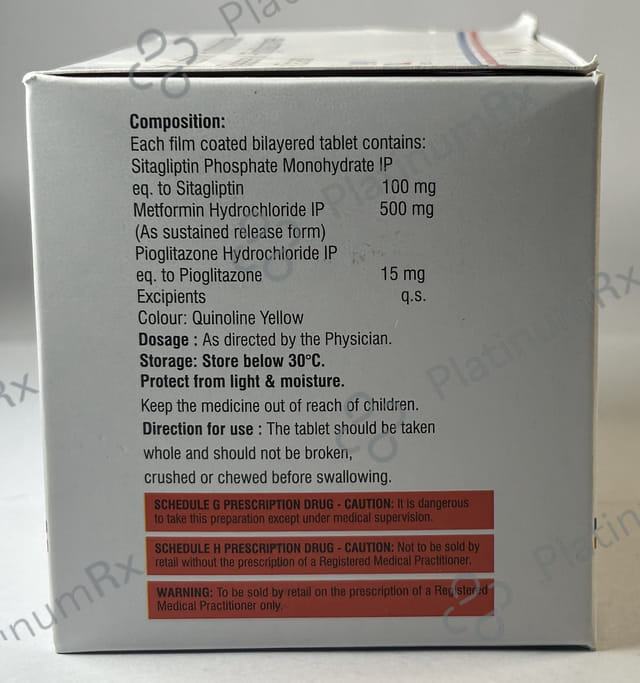 Composition:
Each film coated bilayered tablet contains:
Sitagliptin Phosphate Monohydrate IP
eq. to Sitagliptin 100 mg
Metformin Hydrochloride IP 500 mg
(As sustained release form)
Pioglitazone Hydrochloride IP
eq. to Pioglitazone 15 mg
Excipients q.s.
Colour: Quinoline Yellow
Dosage : As directed by the Physician.
Storage: Store below 30°C.
Protect from light & moisture.
Keep the medicine out of reach of children.
Direction for use : The tablet should be taken
whole and should not be broken,
crushed or chewed before swallowing.
SCHEDULE G PRESCRIPTION DRUG - CAUTION: It is dangerous
to take this preparation except under medical supervision.
SCHEDULE H PRESCRIPTION DRUG - CAUTION: Not to be sold by
retail without the prescription of a Registered Medical Practitioner.
WARNING: To be sold by retail on the prescription of a Registered
Medical Practitioner only.
PlatinumRx
PlatinumRx
PlatinumRx